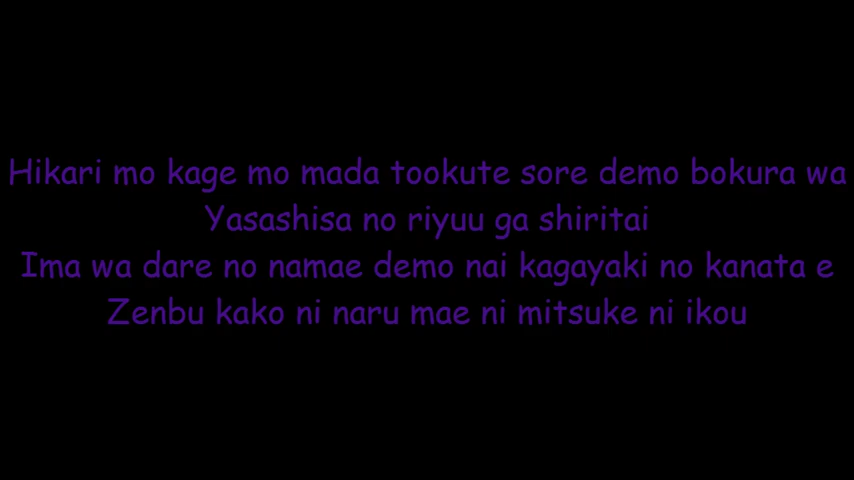 Hikari mo kage mo mada tookute sore demo bokura wa
Yasashisa no riyuu ga shiritai
Ima wa dare no namae demo nai kagayaki no kanata e
Zenbu kako ni naru mae ni mitsuke ni ikou